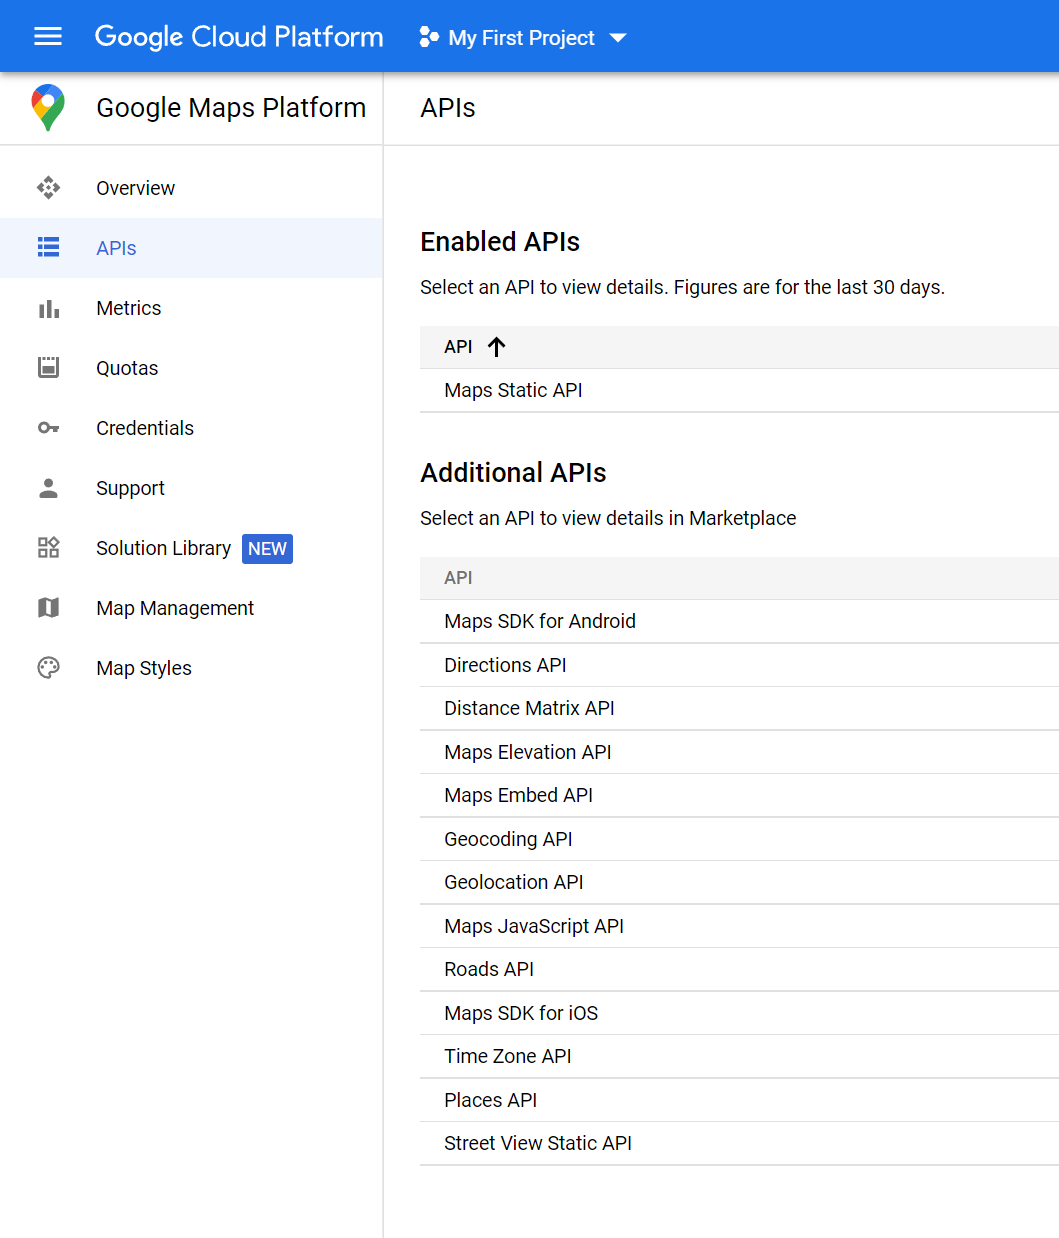 Google Cloud Platform
My First Project
Google Maps Platform
APIs
Overview
APIs
Metrics
Quotas
Credentials
Support
Solution Library NEW
Map Management
Map Styles
Enabled APIs
Select an API to view details. Figures are for the last 30 days.
API
Maps Static API
Additional APIs
Select an API to view details in Marketplace
API
Maps SDK for Android
Directions API
Distance Matrix API
Maps Elevation API
Maps Embed API
Geocoding API
Geolocation API
Maps JavaScript API
Roads API
Maps SDK for iOS
Time Zone API
Places API
Street View Static API